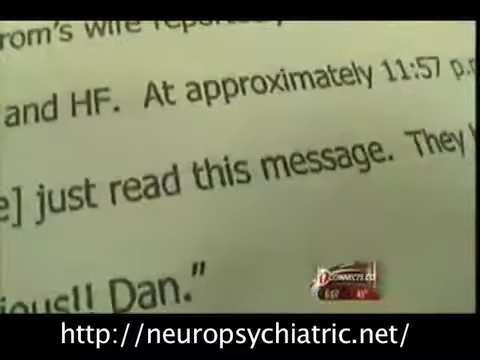 rom's wife
and HF. At approximately 11:57 p.
e] just read this message. They
ious!! Dan."
http://neuropsychiatric.net/